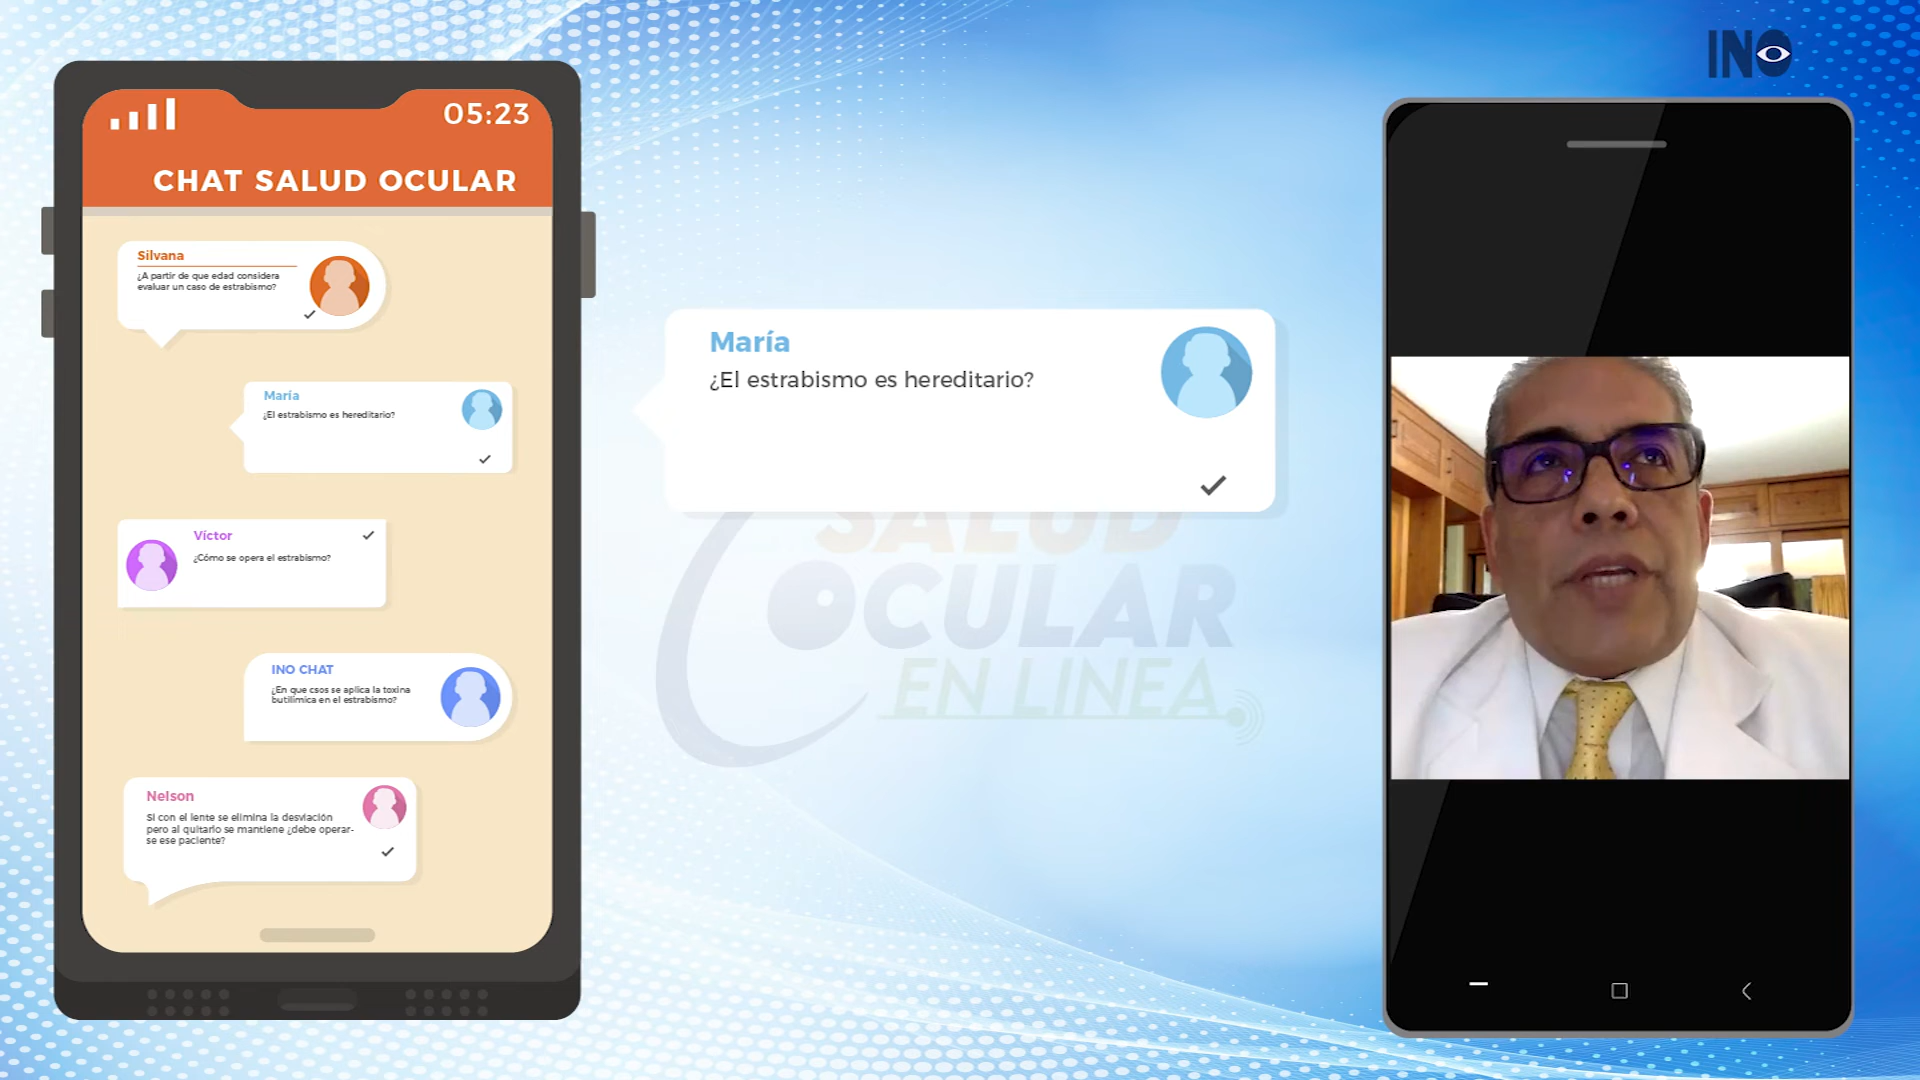 INO
05:23
CHAT SALUD OCULAR
Silvana
¿A partir de que edad considera
evaluar un caso de estrabismo?
María
¿El estrabismo es hereditario?
Víctor
¿Cómo se opera el estrabismo?
INO CHAT
¿En que csos se aplica la toxina
butilímica en el estrabismo?
Nelson
Si con el lente se elimina la desviación
pero al quitarlo se mantiene ¿debe operar-
se ese paciente?
María
¿El estrabismo es hereditario?
SALUD
OCULAR
EN LINEA